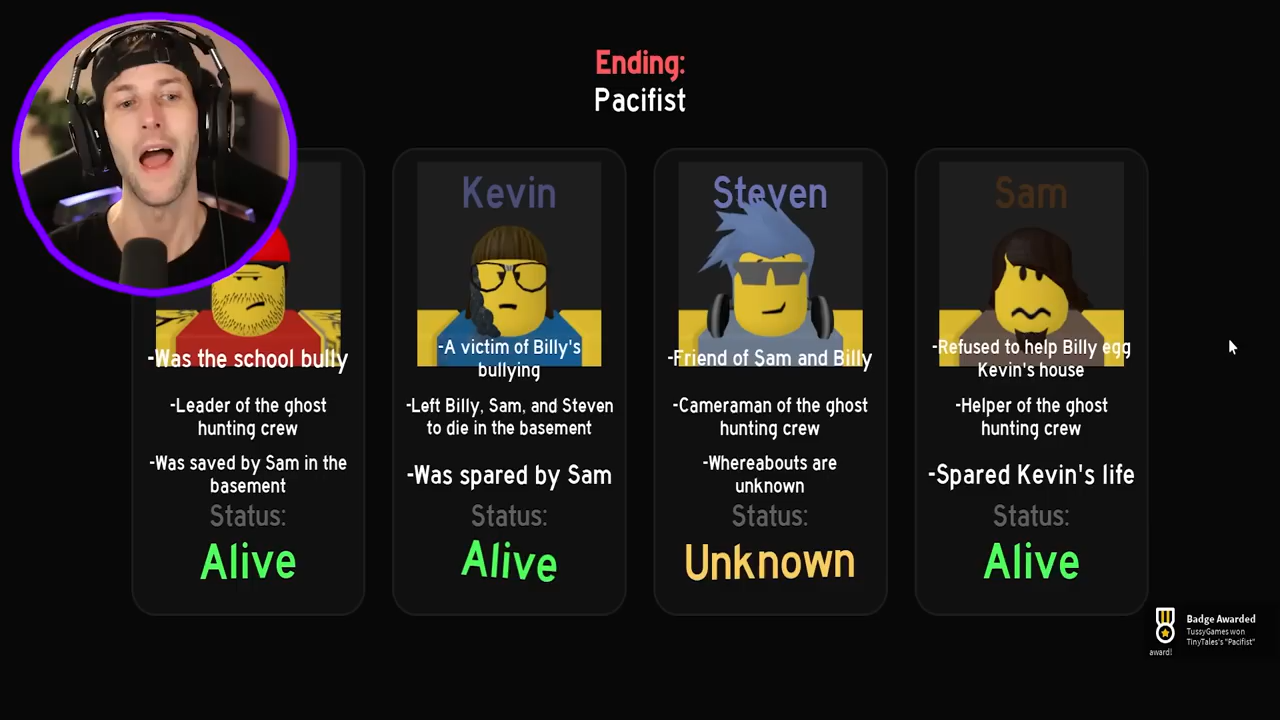 Ending:
Pacifist
Kevin
Steven
Sam
-Was the school bully
-Leader of the ghost
hunting crew
-Was saved by Sam in the
basement
Status:
Alive
-A victim of Billy's
bullying
-Left Billy, Sam, and Steven
to die in the basement
-Was spared by Sam
Status:
Alive
-Friend of Sam and Billy
-Cameraman of the ghost
hunting crew
-Whereabouts are
unknown
Status:
Unknown
-Refused to help Billy egg
Kevin's house
-Helper of the ghost
hunting crew
-Spared Kevin's life
Status:
Alive
Badge Awarded
TussyGames won
TinyTales's "Pacifist"
award!